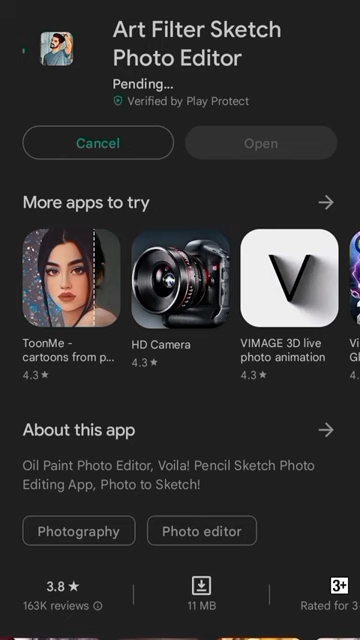 Art Filter Sketch
Photo Editor
Pending...
Verified by Play Protect
Cancel
Open
More apps to try
ToonMe -
cartoons from p...
4.3★
HD Camera
4.3★
VIMAGE 3D live
photo animation
4.3★
Vi
Gl
4.
About this app
Oil Paint Photo Editor, Voila! Pencil Sketch Photo
Editing App, Photo to Sketch!
Photography
Photo editor
3.8 ★
163K reviews
11 MB
3+
Rated for 3